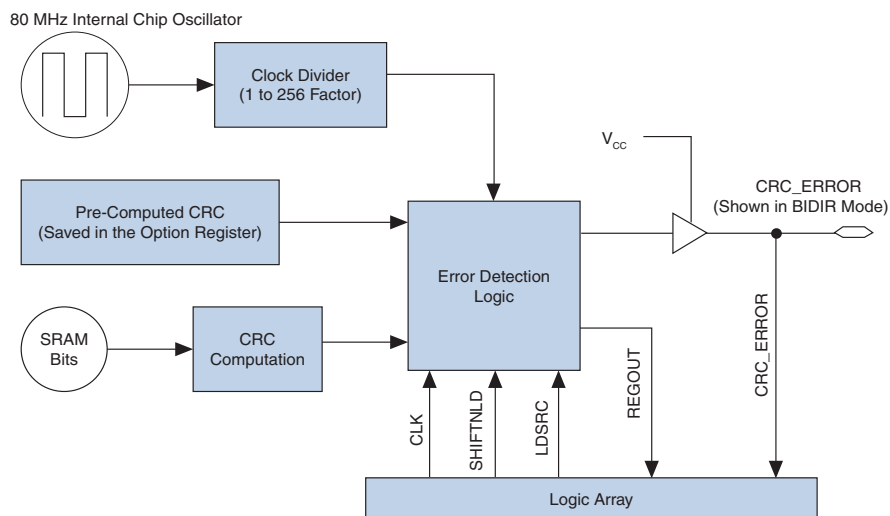 80 MHz Internal Chip Oscillator
Clock Divider
(1 to 256 Factor)
V_CC
CRC_ERROR
(Shown in BIDIR Mode)
Pre-Computed CRC
(Saved in the Option Register)
Error Detection
Logic
SRAM
Bits
CRC
Computation
CLK
SHIFTNLD
LDSRC
REGOUT
CRC_ERROR
Logic Array